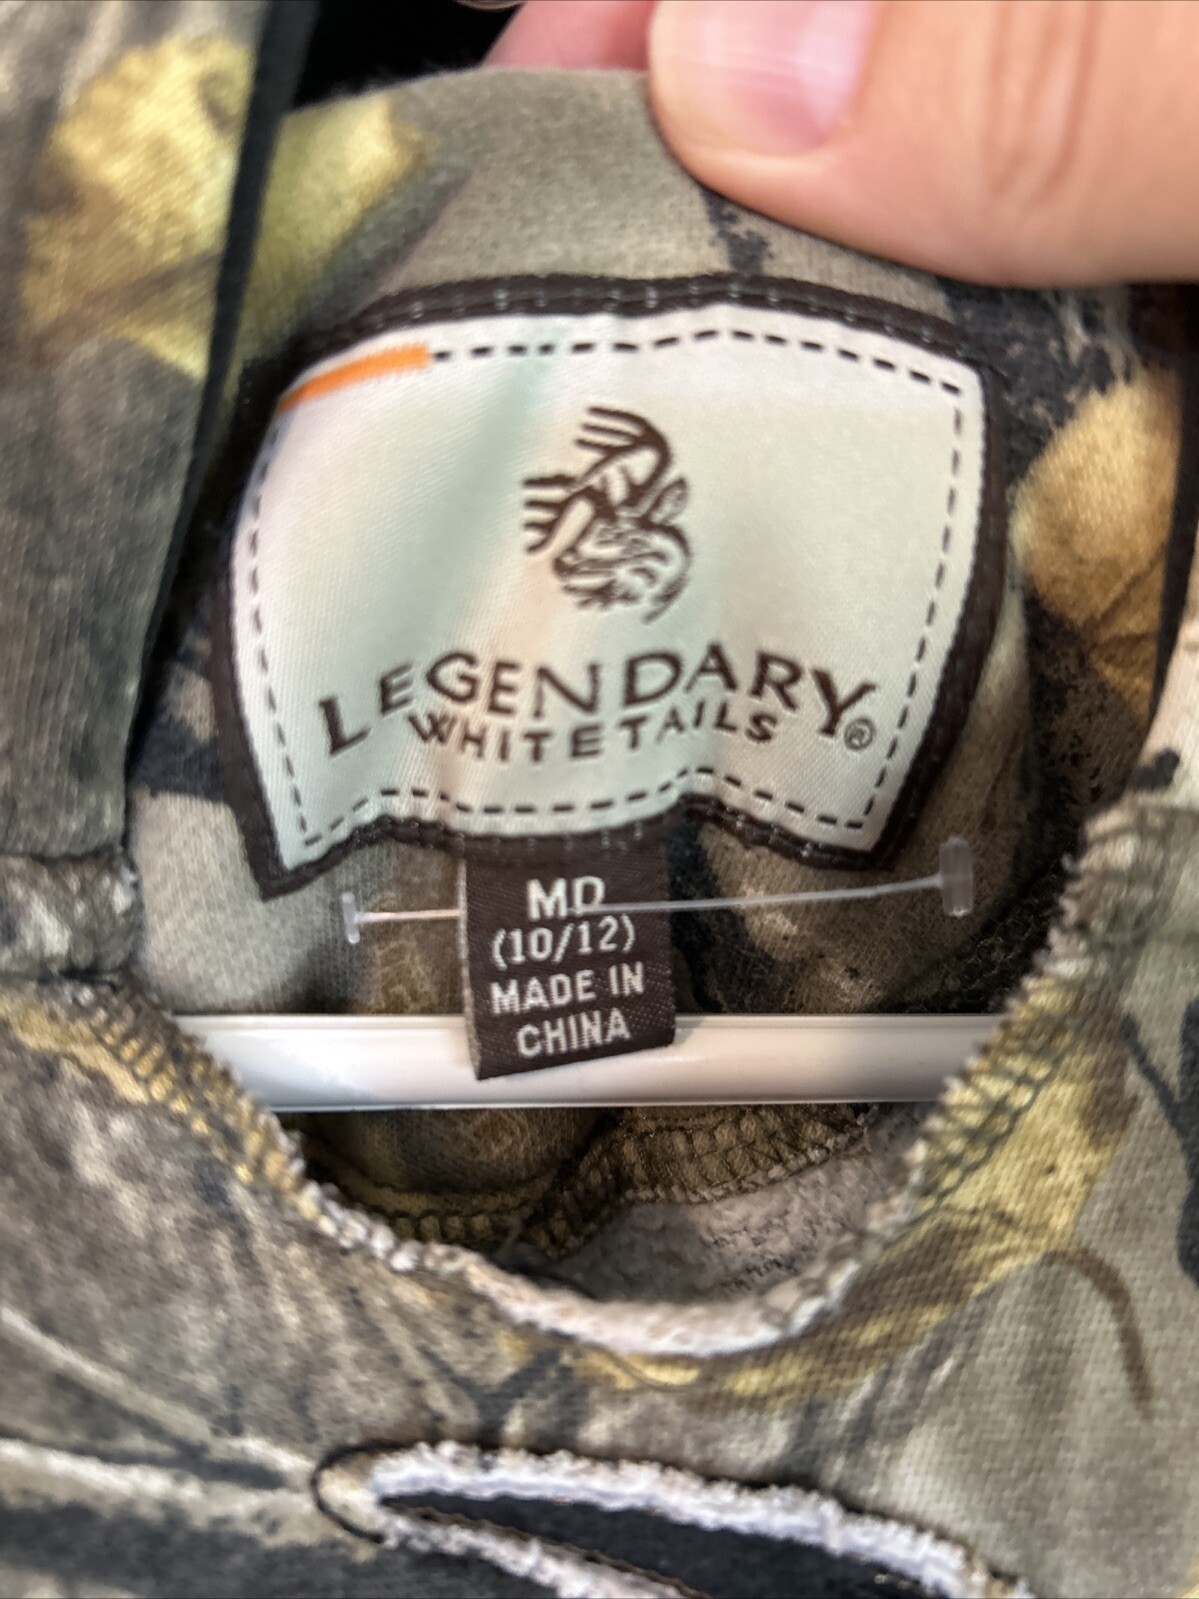 LEGENDARY®
WHITETAILS
MD
(10/12)
MADE IN
CHINA